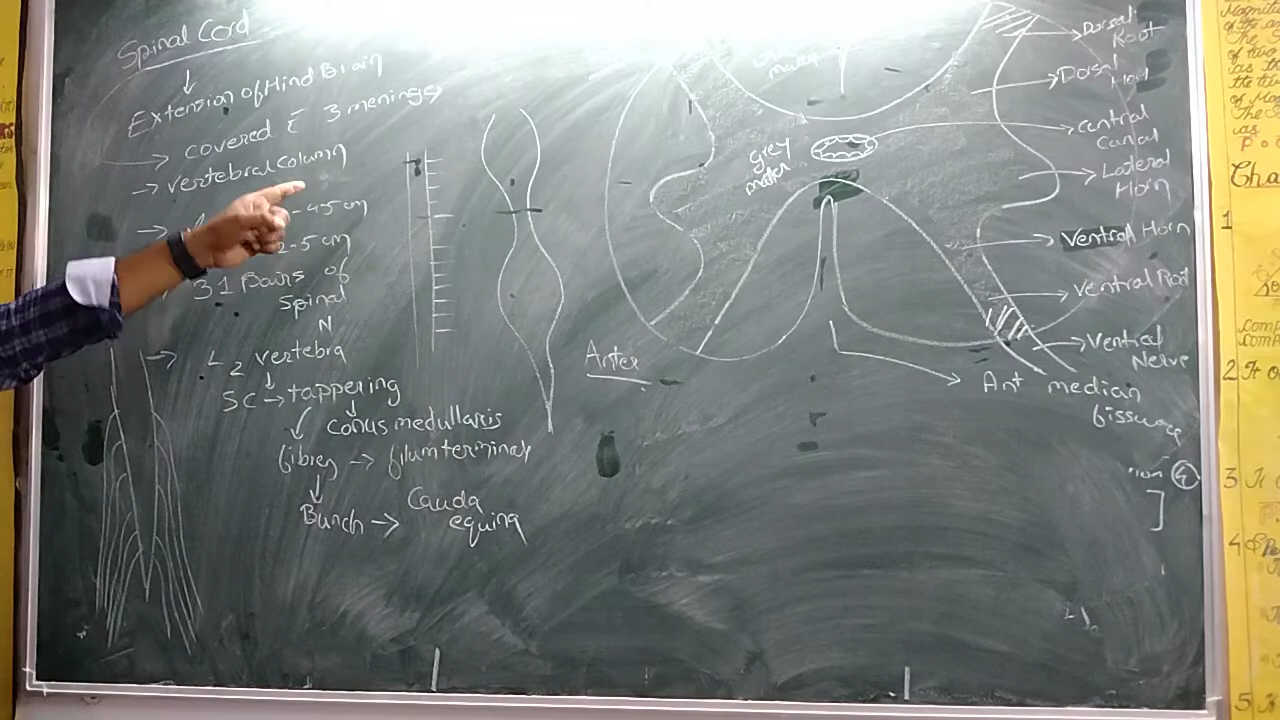 Spinal Cord
Extension of Hind Brain
covered c̄ 3 meninges
vertebral column
-45 cm
2-5 cm
31 Pairs of
Spinal
N
L2 vertebra
SC → tappering
conus medullaris
fibres → filum terminal
Bunch → Cauda
equina
grey
matter
Anter
Dorsal
Root
Dorsal
Horn
central
Canal
Lateral
Horn
Ventral Horn
Ventral Root
Ventral
Nerve
Ant median
fissure